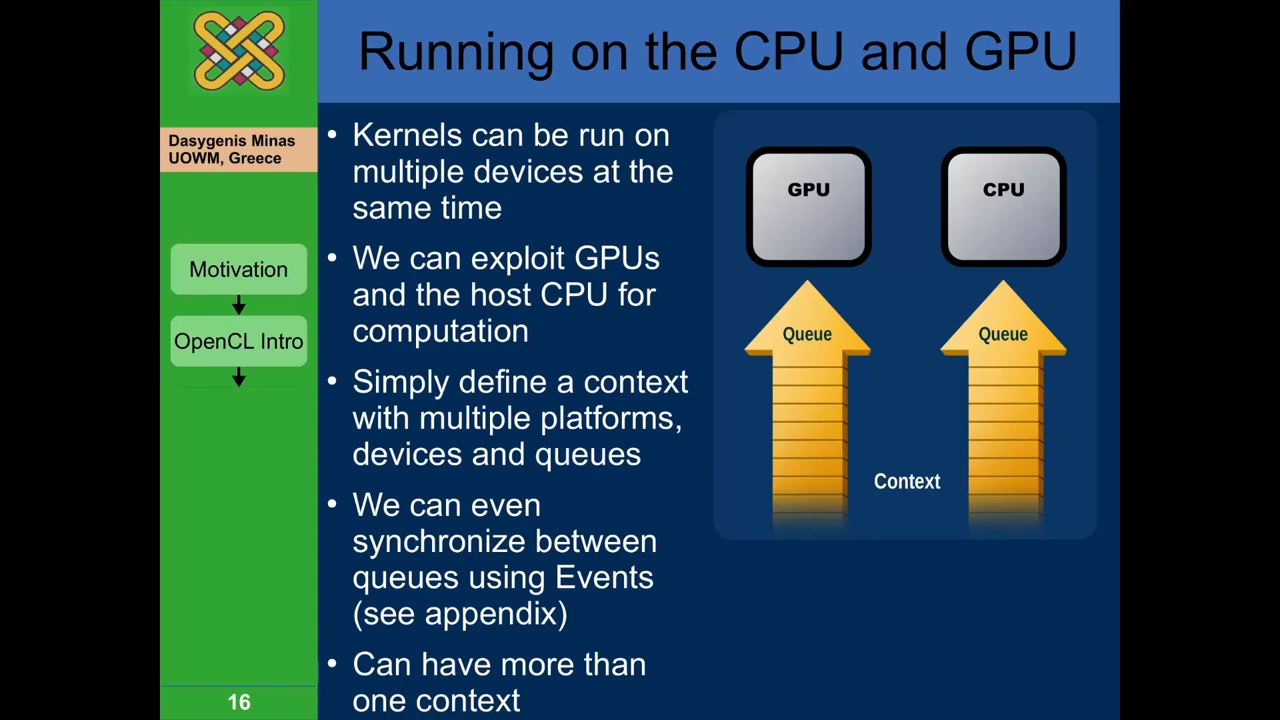 Running on the CPU and GPU
Dasygenis Minas
UOWM, Greece
Motivation
OpenCL Intro
16
• Kernels can be run on
multiple devices at the
same time
• We can exploit GPUs
and the host CPU for
computation
• Simply define a context
with multiple platforms,
devices and queues
• We can even
synchronize between
queues using Events
(see appendix)
• Can have more than
one context
GPU
CPU
Queue
Queue
Context